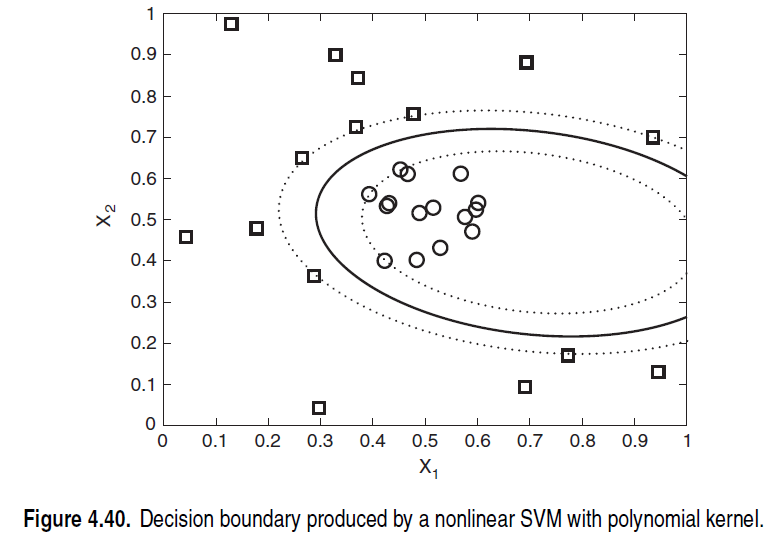 1
0.9
0.8
0.7
0.6
0.5
0.4
0.3
0.2
0.1
0
X2
0 0.1 0.2 0.3 0.4 0.5 0.6 0.7 0.8 0.9 1
X1
Figure 4.40. Decision boundary produced by a nonlinear SVM with polynomial kernel.